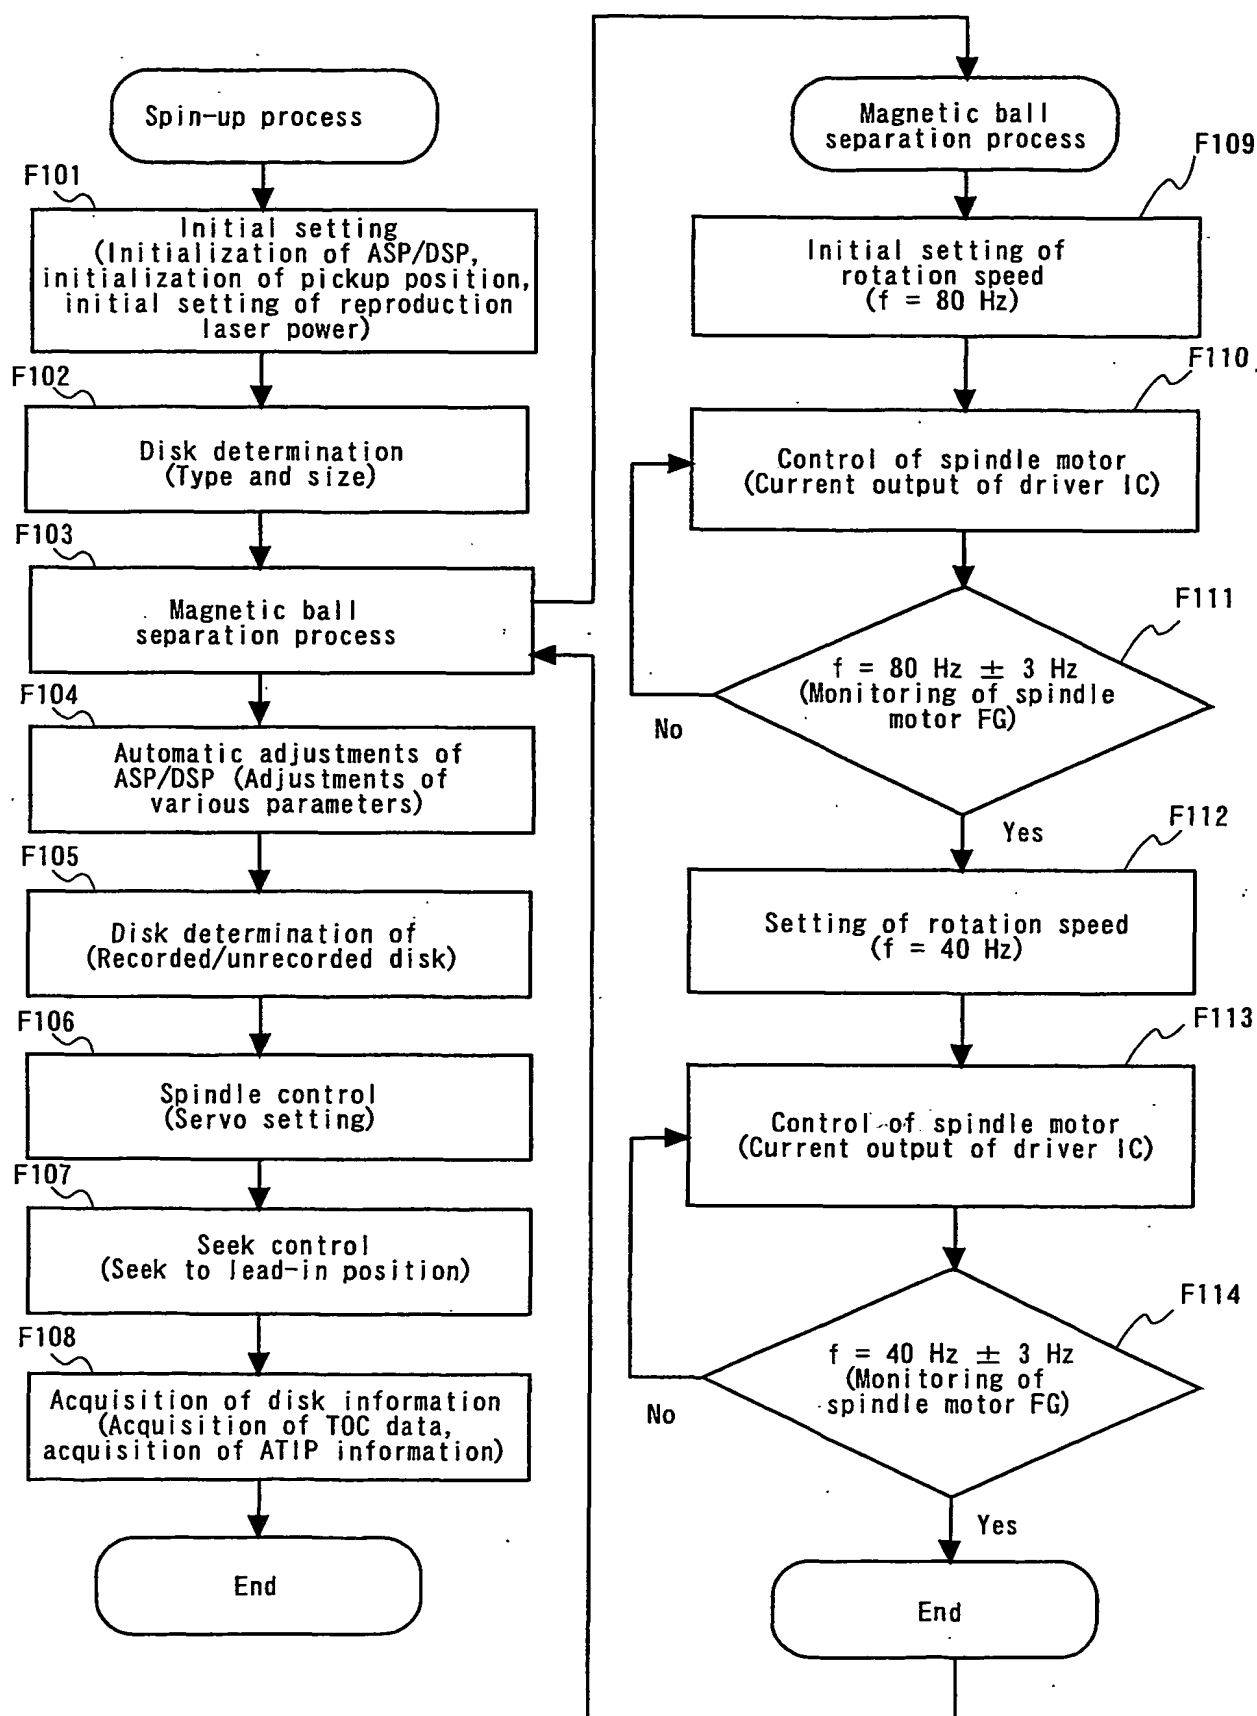 Spin-up process
F101
Initial setting
(Initialization of ASP/DSP,
initialization of pickup position,
initial setting of reproduction
laser power)
F102
Disk determination
(Type and size)
F103
Magnetic ball
separation process
F104
Automatic adjustments of
ASP/DSP (Adjustments of
various parameters)
F105
Disk determination of
(Recorded/unrecorded disk)
F106
Spindle control
(Servo setting)
F107
Seek control
(Seek to lead-in position)
F108
Acquisition of disk information
(Acquisition of TOC data,
acquisition of ATIP information)
End
Magnetic ball
separation process
F109
Initial setting of
rotation speed
(f = 80 Hz)
F110
Control of spindle motor
(Current output of driver IC)
F111
f = 80 Hz ± 3 Hz
(Monitoring of spindle
motor FG)
No
Yes
F112
Setting of rotation speed
(f = 40 Hz)
F113
Control of spindle motor
(Current output of driver IC)
F114
f = 40 Hz ± 3 Hz
(Monitoring of
spindle motor FG)
No
Yes
End